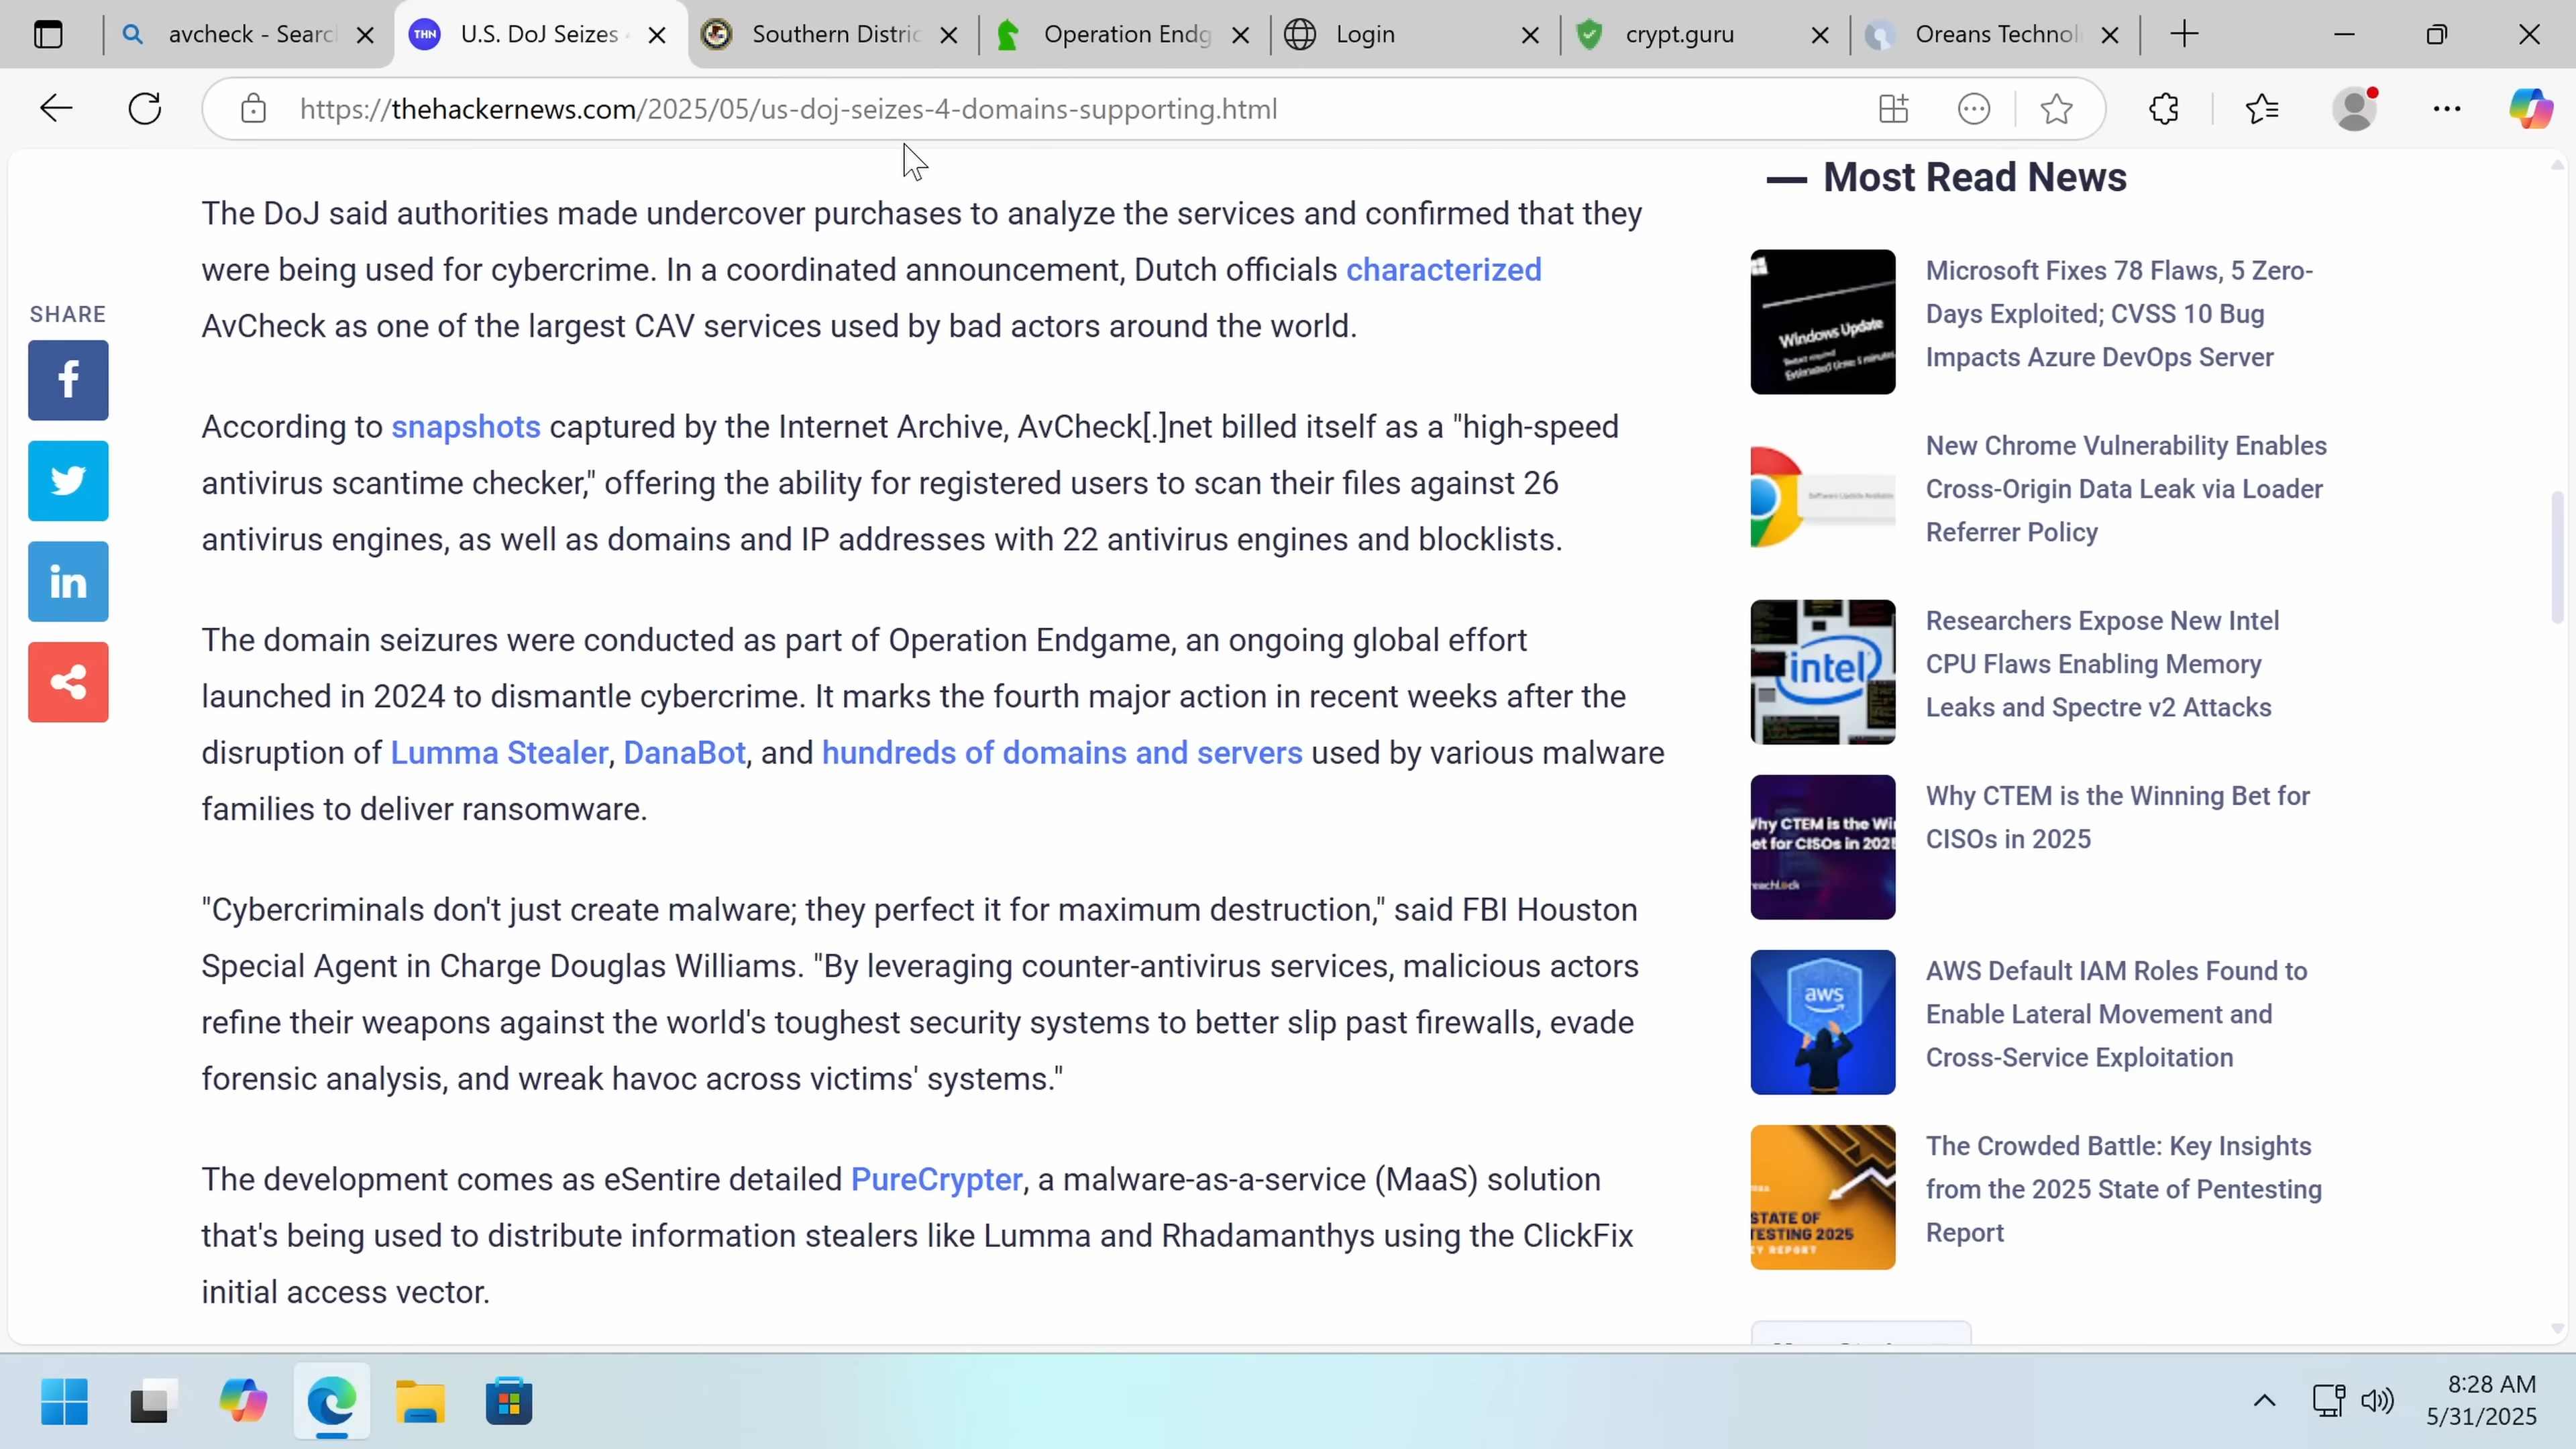 avcheck - Searc
THN
U.S. DoJ Seizes
Southern Distric
Operation Endg
Login
crypt.guru
Oreans Technol
https://thehackernews.com/2025/05/us-doj-seizes-4-domains-supporting.html
SHARE
The DoJ said authorities made undercover purchases to analyze the services and confirmed that they
were being used for cybercrime. In a coordinated announcement, Dutch officials characterized
AvCheck as one of the largest CAV services used by bad actors around the world.
According to snapshots captured by the Internet Archive, AvCheck[.]net billed itself as a "high-speed
antivirus scantime checker," offering the ability for registered users to scan their files against 26
antivirus engines, as well as domains and IP addresses with 22 antivirus engines and blocklists.
The domain seizures were conducted as part of Operation Endgame, an ongoing global effort
launched in 2024 to dismantle cybercrime. It marks the fourth major action in recent weeks after the
disruption of Lumma Stealer, DanaBot, and hundreds of domains and servers used by various malware
families to deliver ransomware.
"Cybercriminals don't just create malware; they perfect it for maximum destruction," said FBI Houston
Special Agent in Charge Douglas Williams. "By leveraging counter-antivirus services, malicious actors
refine their weapons against the world's toughest security systems to better slip past firewalls, evade
forensic analysis, and wreak havoc across victims' systems."
The development comes as eSentire detailed PureCrypter, a malware-as-a-service (MaaS) solution
that's being used to distribute information stealers like Lumma and Rhadamanthys using the ClickFix
initial access vector.
Most Read News
Windows Update
Microsoft Fixes 78 Flaws, 5 Zero-
Days Exploited; CVSS 10 Bug
Impacts Azure DevOps Server
New Chrome Vulnerability Enables
Cross-Origin Data Leak via Loader
Referrer Policy
intel
Researchers Expose New Intel
CPU Flaws Enabling Memory
Leaks and Spectre v2 Attacks
Why CTEM is the Wi
et for CISOs in 202
Why CTEM is the Winning Bet for
CISOs in 2025
aws
AWS Default IAM Roles Found to
Enable Lateral Movement and
Cross-Service Exploitation
STATE OF
TESTING 2025
Y REPORT
The Crowded Battle: Key Insights
from the 2025 State of Pentesting
Report
8:28 AM
5/31/2025